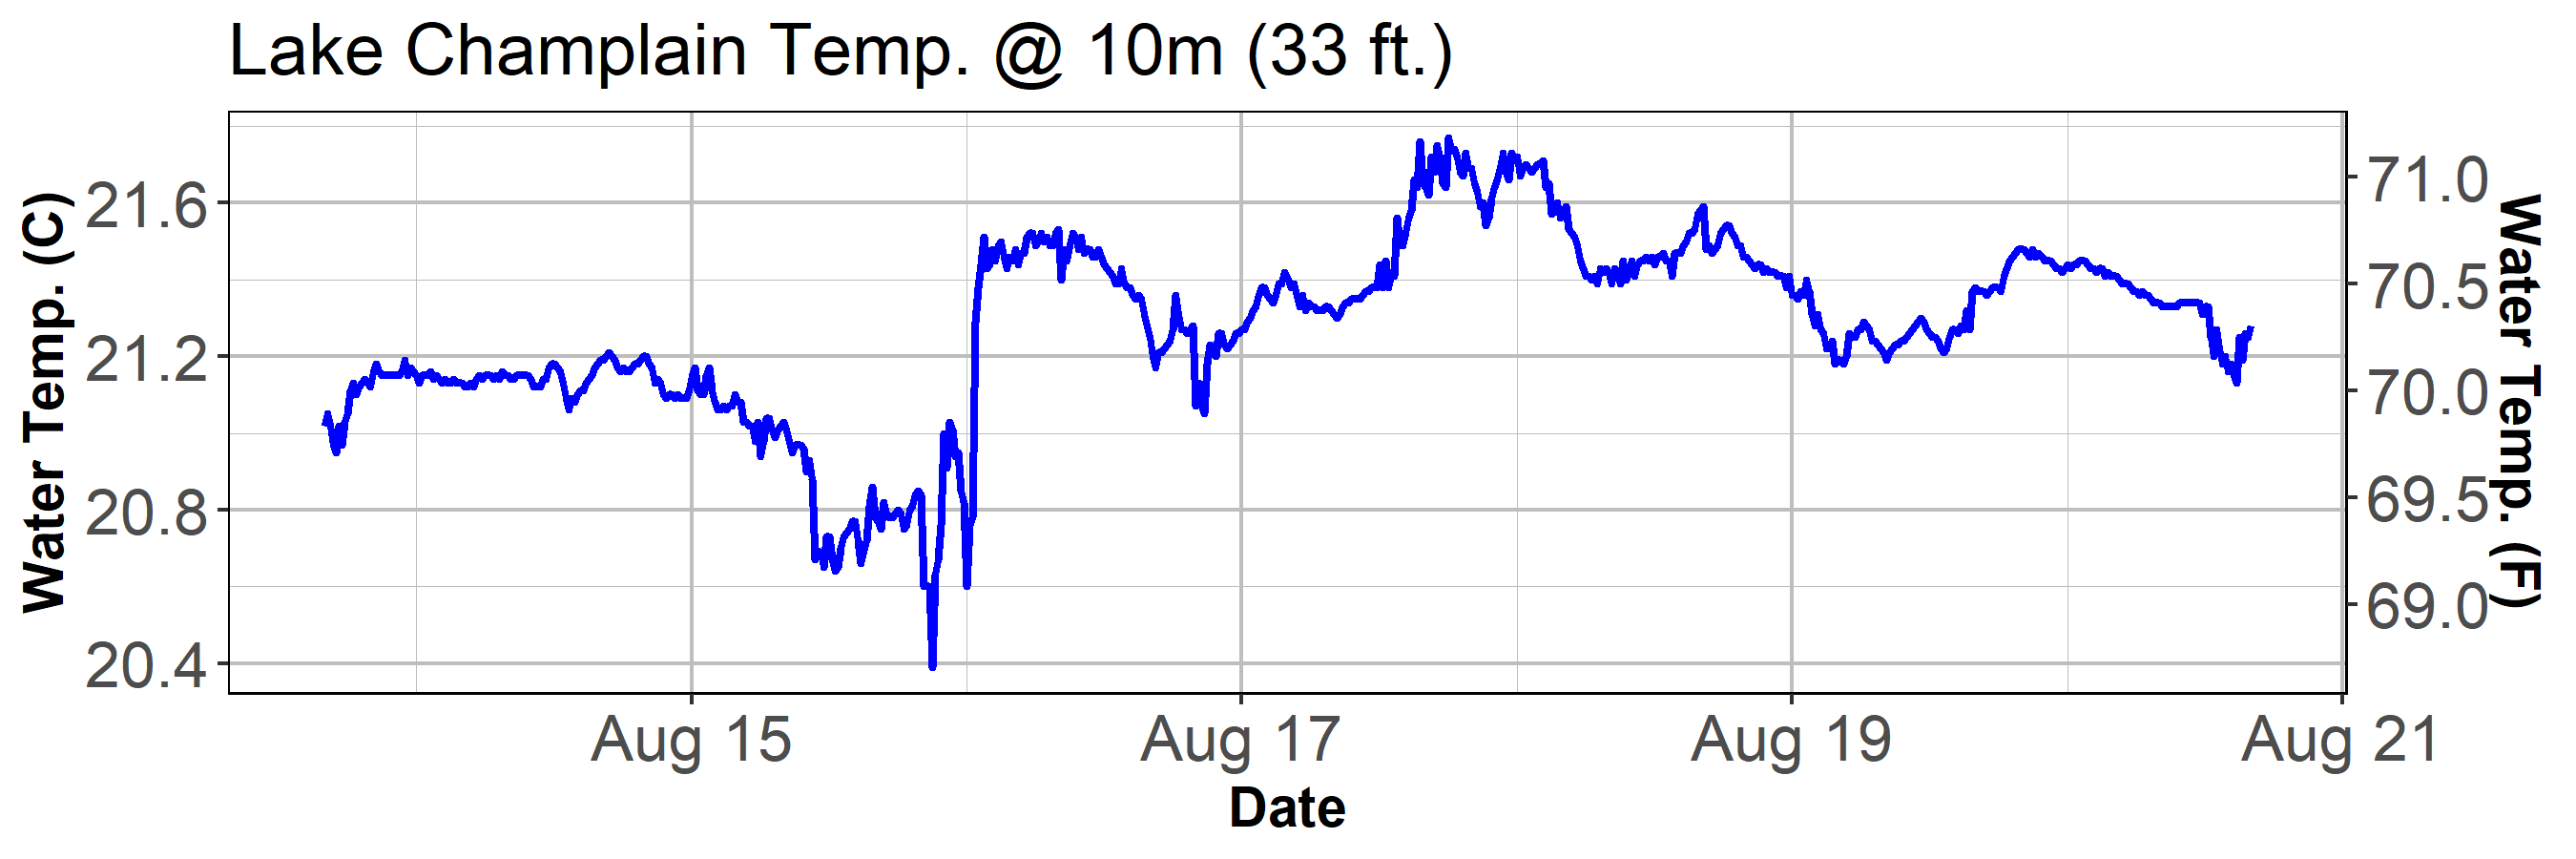 Lake Champlain Temp. @ 10m (33 ft.)
Water Temp. (C)
21.6
21.2
20.8
20.4
71.0
70.5
70.0
69.5
69.0
Water Temp. (F)
Aug 15
Aug 17
Aug 19
Aug 21
Date